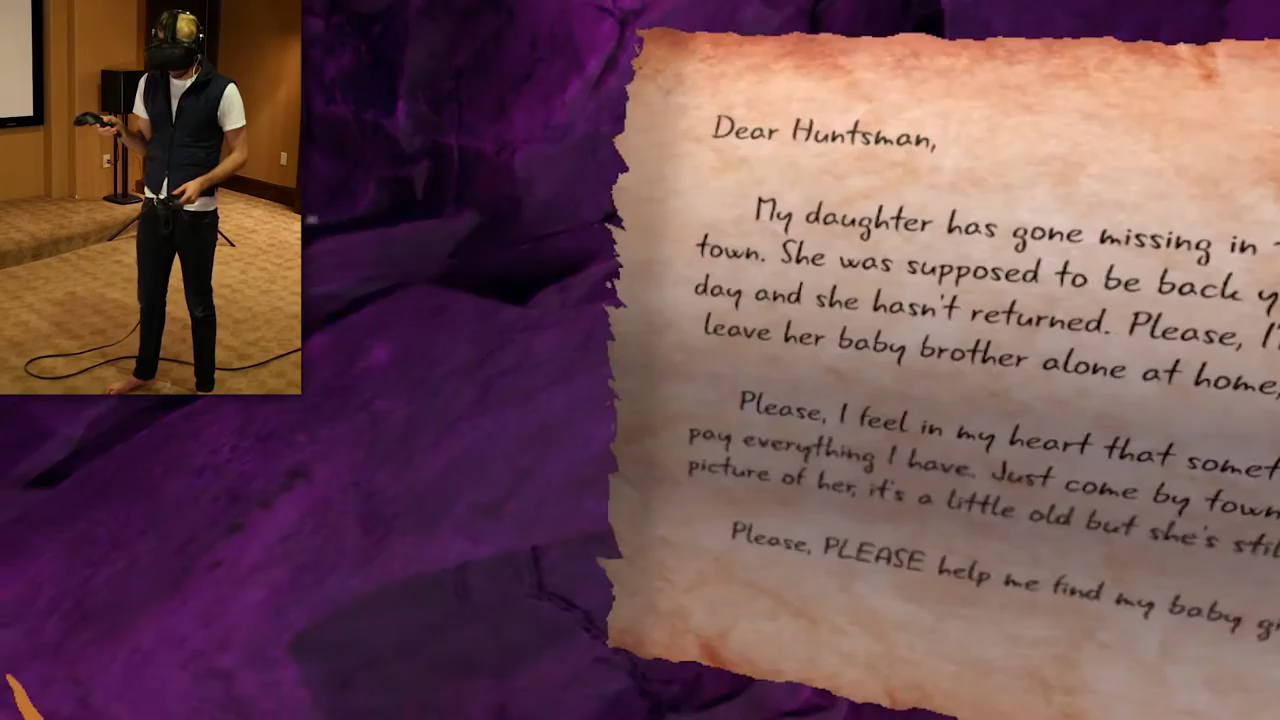 Dear Huntsman,
My daughter has gone missing in
town. She was supposed to be back
day and she hasn't returned. Please,
leave her baby brother alone at home,
Please, I feel in my heart that
pay everything I have. Just come by town
picture of her, it's a little old but she's
Please, PLEASE help me find my baby